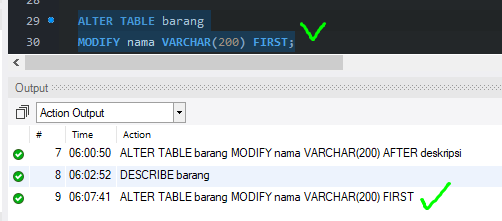 28
29 ALTER TABLE barang
30 MODIFY nama VARCHAR(200) FIRST;
Output
Action Output
# Time Action
7 06:00:50 ALTER TABLE barang MODIFY nama VARCHAR(200) AFTER deskripsi
8 06:02:52 DESCRIBE barang
9 06:07:41 ALTER TABLE barang MODIFY nama VARCHAR(200) FIRST